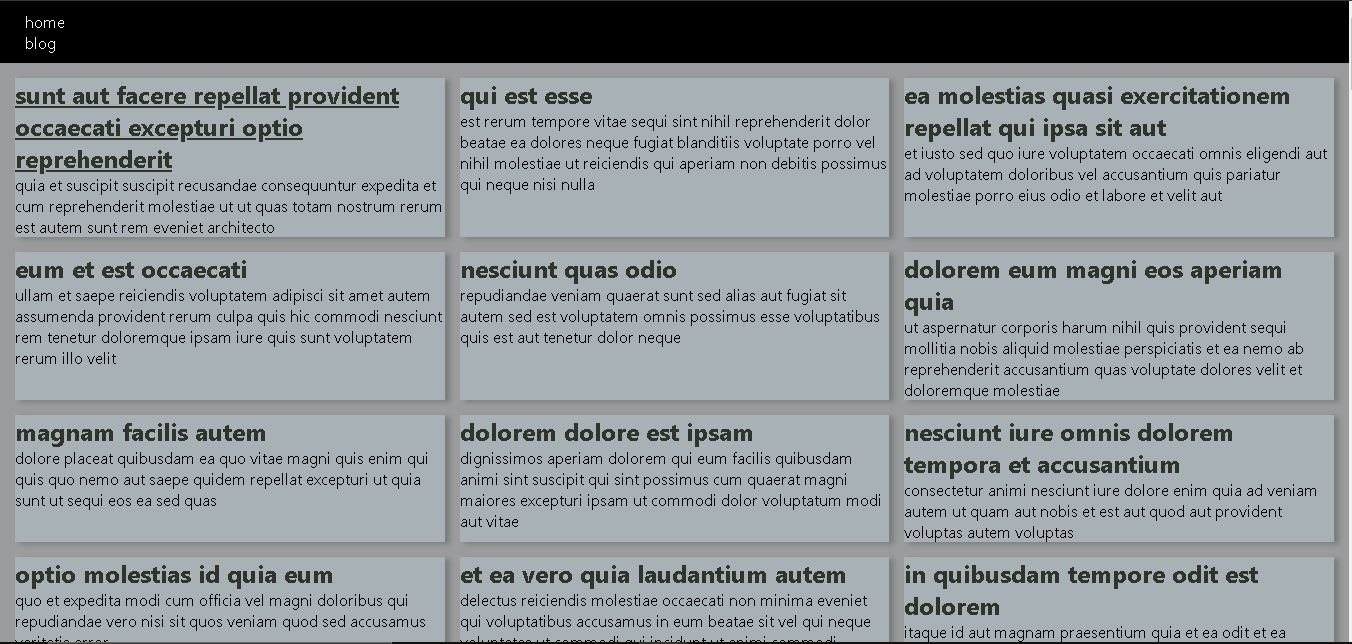 home
blog
sunt aut facere repellat provident
occaecati excepturi optio
reprehenderit
quia et suscipit suscipit recusandae consequuntur expedita et
cum reprehenderit molestiae ut ut quas totam nostrum rerum
est autem sunt rem eveniet architecto
qui est esse
est rerum tempore vitae sequi sint nihil reprehenderit dolor
beatae ea dolores neque fugiat blanditiis voluptate porro vel
nihil molestiae ut reiciendis qui aperiam non debitis possimus
qui neque nisi nulla
ea molestias quasi exercitationem
repellat qui ipsa sit aut
et iusto sed quo iure voluptatem occaecati omnis eligendi aut
ad voluptatem doloribus vel accusantium quis pariatur
molestiae porro eius odio et labore et velit aut
eum et est occaecati
ullam et saepe reiciendis voluptatem adipisci sit amet autem
assumenda provident rerum culpa quis hic commodi nesciunt
rem tenetur doloremque ipsam iure quis sunt voluptatem
rerum illo velit
nesciunt quas odio
repudiandae veniam quaerat sunt sed alias aut fugiat sit
autem sed est voluptatem omnis possimus esse voluptatibus
quis est aut tenetur dolor neque
dolorem eum magni eos aperiam
quia
ut aspernatur corporis harum nihil quis provident sequi
mollitia nobis aliquid molestiae perspiciatis et ea nemo ab
reprehenderit accusantium quas voluptate dolores velit et
doloremque molestiae
magnam facilis autem
dolore placeat quibusdam ea quo vitae magni quis enim qui
quis quo nemo aut saepe quidem repellat excepturi ut quia
sunt ut sequi eos ea sed quas
dolorem dolore est ipsam
dignissimos aperiam dolorem qui eum facilis quibusdam
animi sint suscipit qui sint possimus cum quaerat magni
maiores excepturi ipsam ut commodi dolor voluptatum modi
aut vitae
nesciunt iure omnis dolorem
tempora et accusantium
consectetur animi nesciunt iure dolore enim quia ad veniam
autem ut quam aut nobis et est aut quod aut provident
voluptas autem voluptas
optio molestias id quia eum
quo et expedita modi cum officia vel magni doloribus qui
repudiandae vero nisi sit quos veniam quod sed accusamus
et ea vero quia laudantium autem
delectus reiciendis molestiae occaecati non minima eveniet
qui voluptatibus accusamus in eum beatae sit vel qui neque
in quibusdam tempore odit est
dolorem
itaque id aut magnam praesentium quia et ea odit et ea